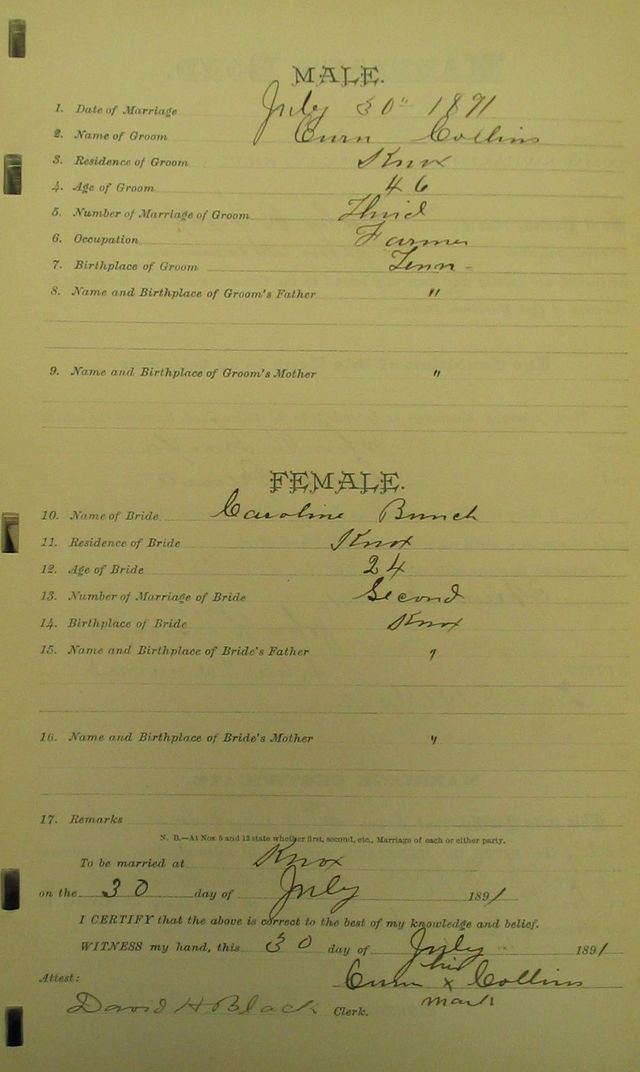 MALE.
1. Date of Marriage July 30" 1891
2. Name of Groom Curn Collins
3. Residence of Groom Knox
4. Age of Groom 46
5. Number of Marriage of Groom Third
6. Occupation Farmer
7. Birthplace of Groom Tenn
8. Name and Birthplace of Groom's Father "
9. Name and Birthplace of Groom's Mother "
FEMALE.
10. Name of Bride Caroline Bunch
11. Residence of Bride Knox
12. Age of Bride 24
13. Number of Marriage of Bride Second
14. Birthplace of Bride Knox
15. Name and Birthplace of Bride's Father "
16. Name and Birthplace of Bride's Mother "
17. Remarks
N. B.—At Nos. 5 and 13 state whether first, second, etc., Marriage of each or either party.
To be married at Knox
on the 30 day of July 1891
I CERTIFY that the above is correct to the best of my knowledge and belief.
WITNESS my hand, this 30 day of July 1891
his
Attest: Curn x Collins
mark
David H Black Clerk.